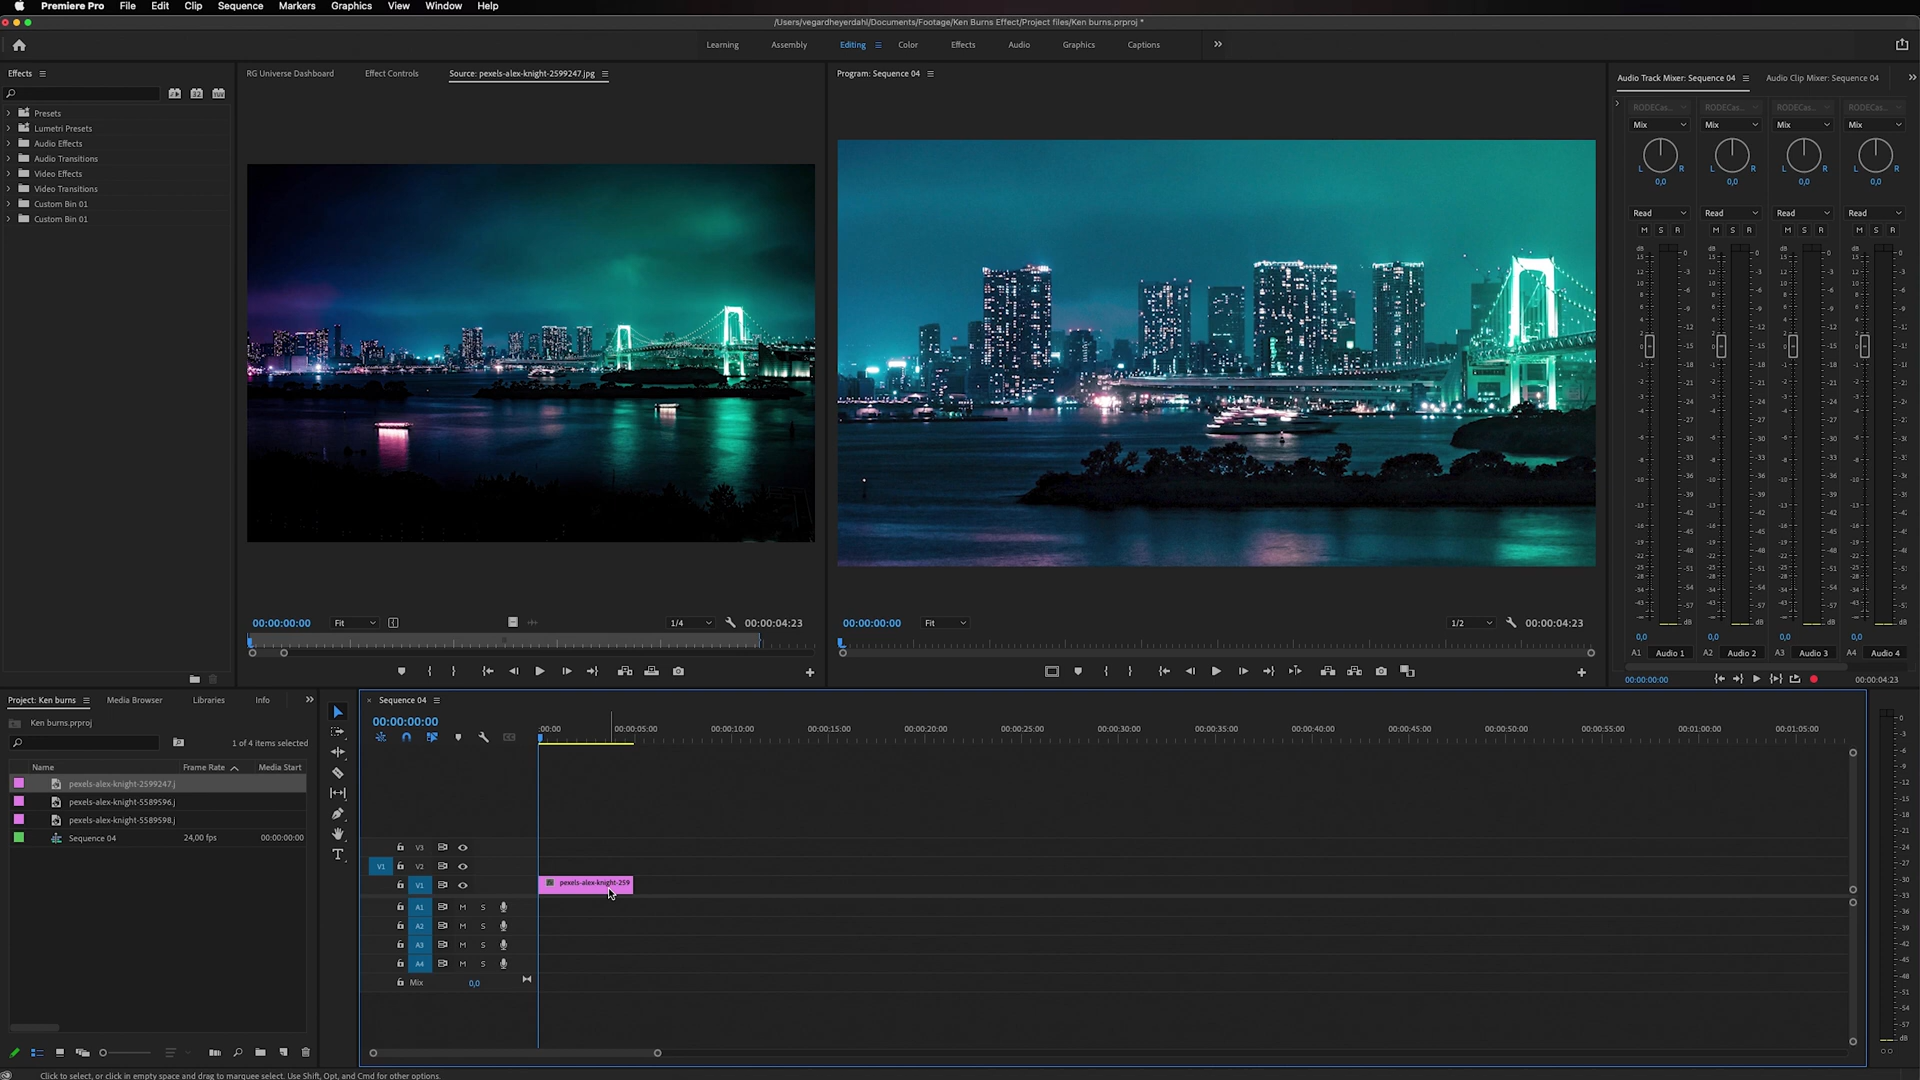 Premiere Pro File Edit Clip Sequence Markers Graphics View Window Help
/Users/vegardheyerdahl/Documents/Footage/Ken Burns Effect/Project files/Ken burns.prproj *
Learning Assembly Editing Color Effects Audio Graphics Captions
Effects
Presets
Lumetri Presets
Audio Effects
Audio Transitions
Video Effects
Video Transitions
Custom Bin 01
Custom Bin 01
RG Universe Dashboard Effect Controls Source: pexels-alex-knight-2599247.jpg
00:00:00:00 Fit 1/4 00:00:04:23
Program: Sequence 04
00:00:00:00 Fit 1/2 00:00:04:23
Audio Track Mixer: Sequence 04 Audio Clip Mixer: Sequence 04
RODECas... RODECas... RODECas... RODECas...
Mix Mix Mix Mix
L R L R L R L R
0,0 0,0 0,0 0,0
Read Read Read Read
M S R M S R M S R M S R
0,0 0,0 0,0 0,0
A1 Audio 1 A2 Audio 2 A3 Audio 3 A4 Audio 4
00:00:00:00 00:00:04:23
Project: Ken burns Media Browser Libraries Info
Ken burns.prproj
1 of 4 items selected
Name Frame Rate Media Start
pexels-alex-knight-2599247.j
pexels-alex-knight-5589596.j
pexels-alex-knight-5589598.j
Sequence 04 24,00 fps 00:00:00:00
Sequence 04
00:00:00:00
:00:00 00:00:05:00 00:00:10:00 00:00:15:00 00:00:20:00 00:00:25:00 00:00:30:00 00:00:35:00 00:00:40:00 00:00:45:00 00:00:50:00 00:00:55:00 00:01:00:00 00:01:05:00
V3
V1 V2
V1 pexels-alex-knight-259
A1 M S
A2 M S
A3 M S
A4 M S
Mix 0,0
Click to select, or click in empty space and drag to marquee select. Use Shift, Opt, and Cmd for other options.